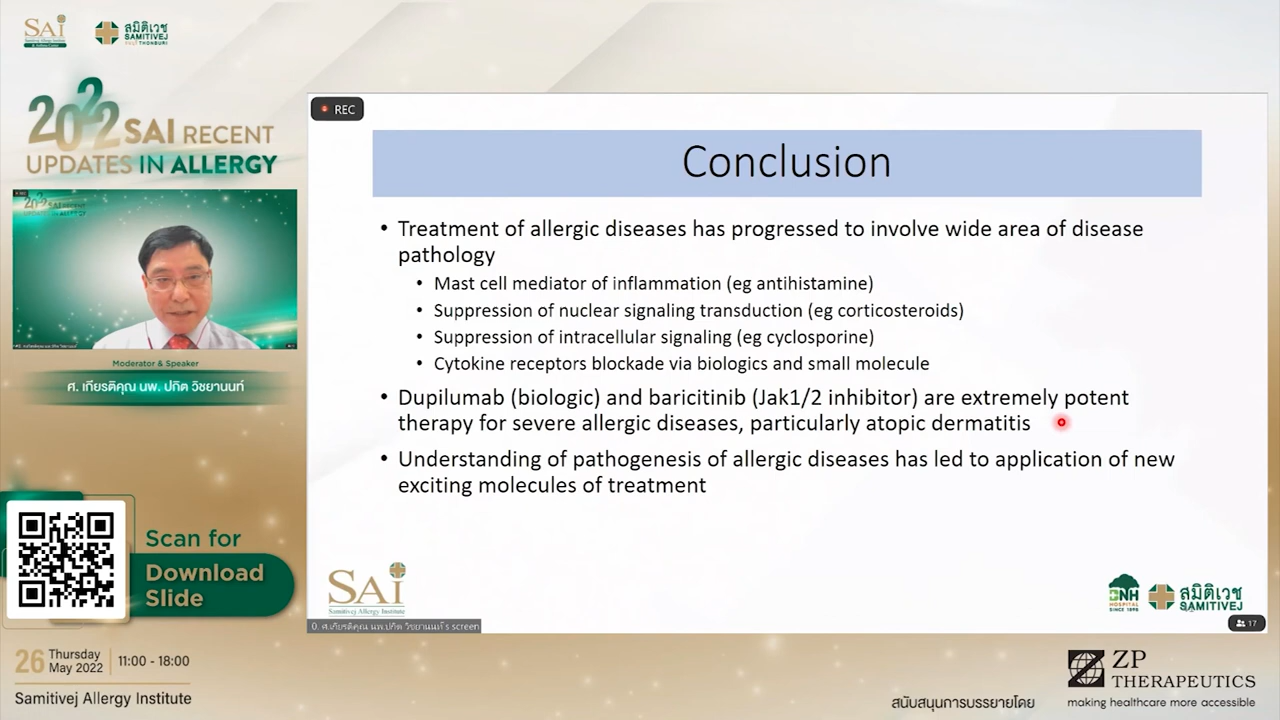 SAi
Samitivej Allergy Institute
& Asthma Center
สมิติเวช
SAMITIVEJ
THONBURI
2022 SAI RECENT
UPDATES IN ALLERGY
Moderator & Speaker
ศ. เกียรติคุณ นพ. ปกิต วิชยานนท์
Scan for
Download
Slide
26 Thursday
May 2022
11:00 - 18:00
Samitivej Allergy Institute
REC
Conclusion
• Treatment of allergic diseases has progressed to involve wide area of disease
pathology
• Mast cell mediator of inflammation (eg antihistamine)
• Suppression of nuclear signaling transduction (eg corticosteroids)
• Suppression of intracellular signaling (eg cyclosporine)
• Cytokine receptors blockade via biologics and small molecule
• Dupilumab (biologic) and baricitinib (Jak1/2 inhibitor) are extremely potent
therapy for severe allergic diseases, particularly atopic dermatitis
• Understanding of pathogenesis of allergic diseases has led to application of new
exciting molecules of treatment
SAi
Samitivej Allergy Institute
BNH
HOSPITAL
SINCE 1898
สมิติเวช
SAMITIVEJ
0. ศ.เกียรติคุณ นพ.ปกิต วิชยานนท์'s screen
17
สนับสนุนการบรรยายโดย
ZP
THERAPEUTICS
making healthcare more accessible